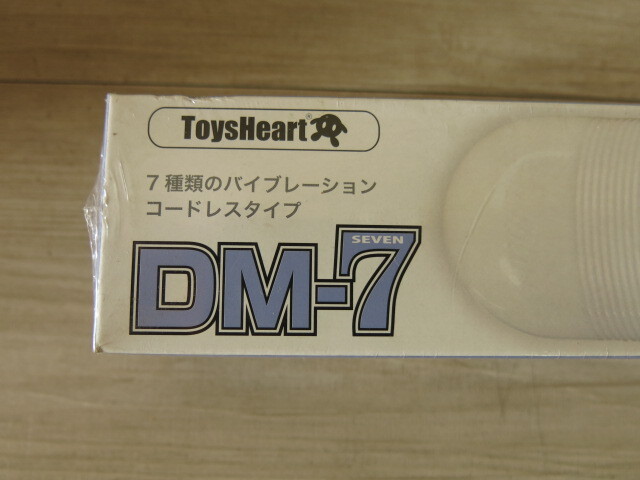 ToysHeart®
7種類のバイブレーション
コードレスタイプ
DM-7
SEVEN